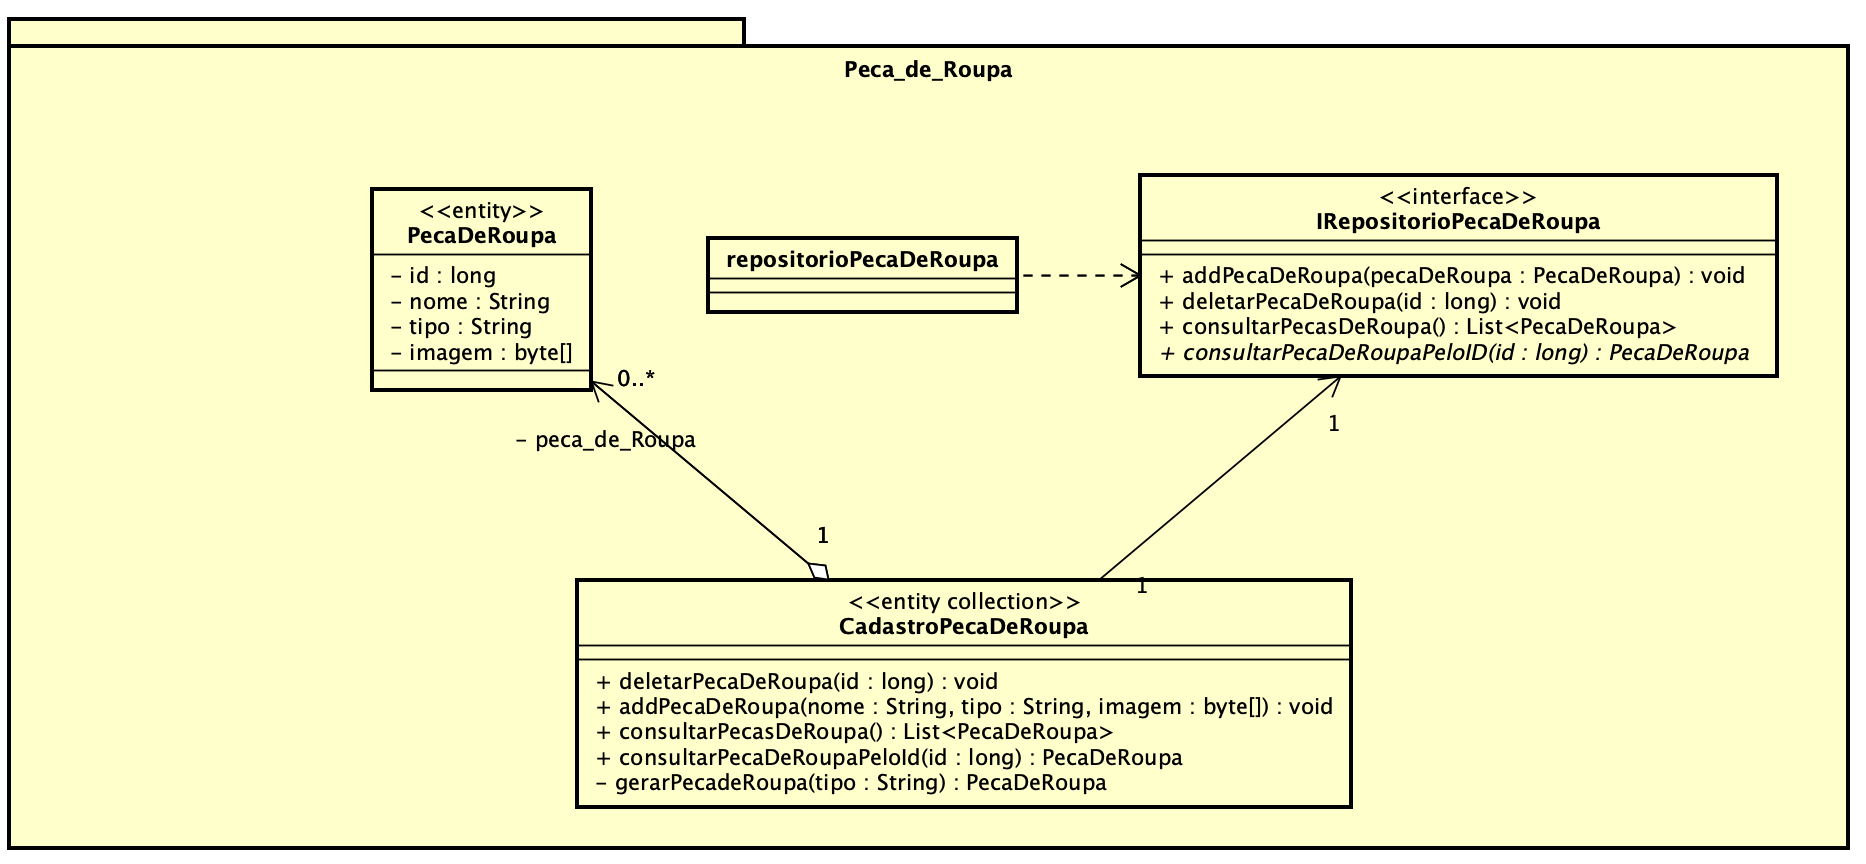 Peca_de_Roupa
<<entity>>
PecaDeRoupa
- id : long
- nome : String
- tipo : String
- imagem : byte[]
repositorioPecaDeRoupa
<<interface>>
IRepositorioPecaDeRoupa
+ addPecaDeRoupa(pecaDeRoupa : PecaDeRoupa) : void
+ deletarPecaDeRoupa(id : long) : void
+ consultarPecasDeRoupa() : List<PecaDeRoupa>
+ consultarPecaDeRoupaPeloID(id : long) : PecaDeRoupa
0..*
- peca_de_Roupa
1
1
1
<<entity collection>>
CadastroPecaDeRoupa
+ deletarPecaDeRoupa(id : long) : void
+ addPecaDeRoupa(nome : String, tipo : String, imagem : byte[]) : void
+ consultarPecasDeRoupa() : List<PecaDeRoupa>
+ consultarPecaDeRoupaPeloId(id : long) : PecaDeRoupa
- gerarPecadeRoupa(tipo : String) : PecaDeRoupa